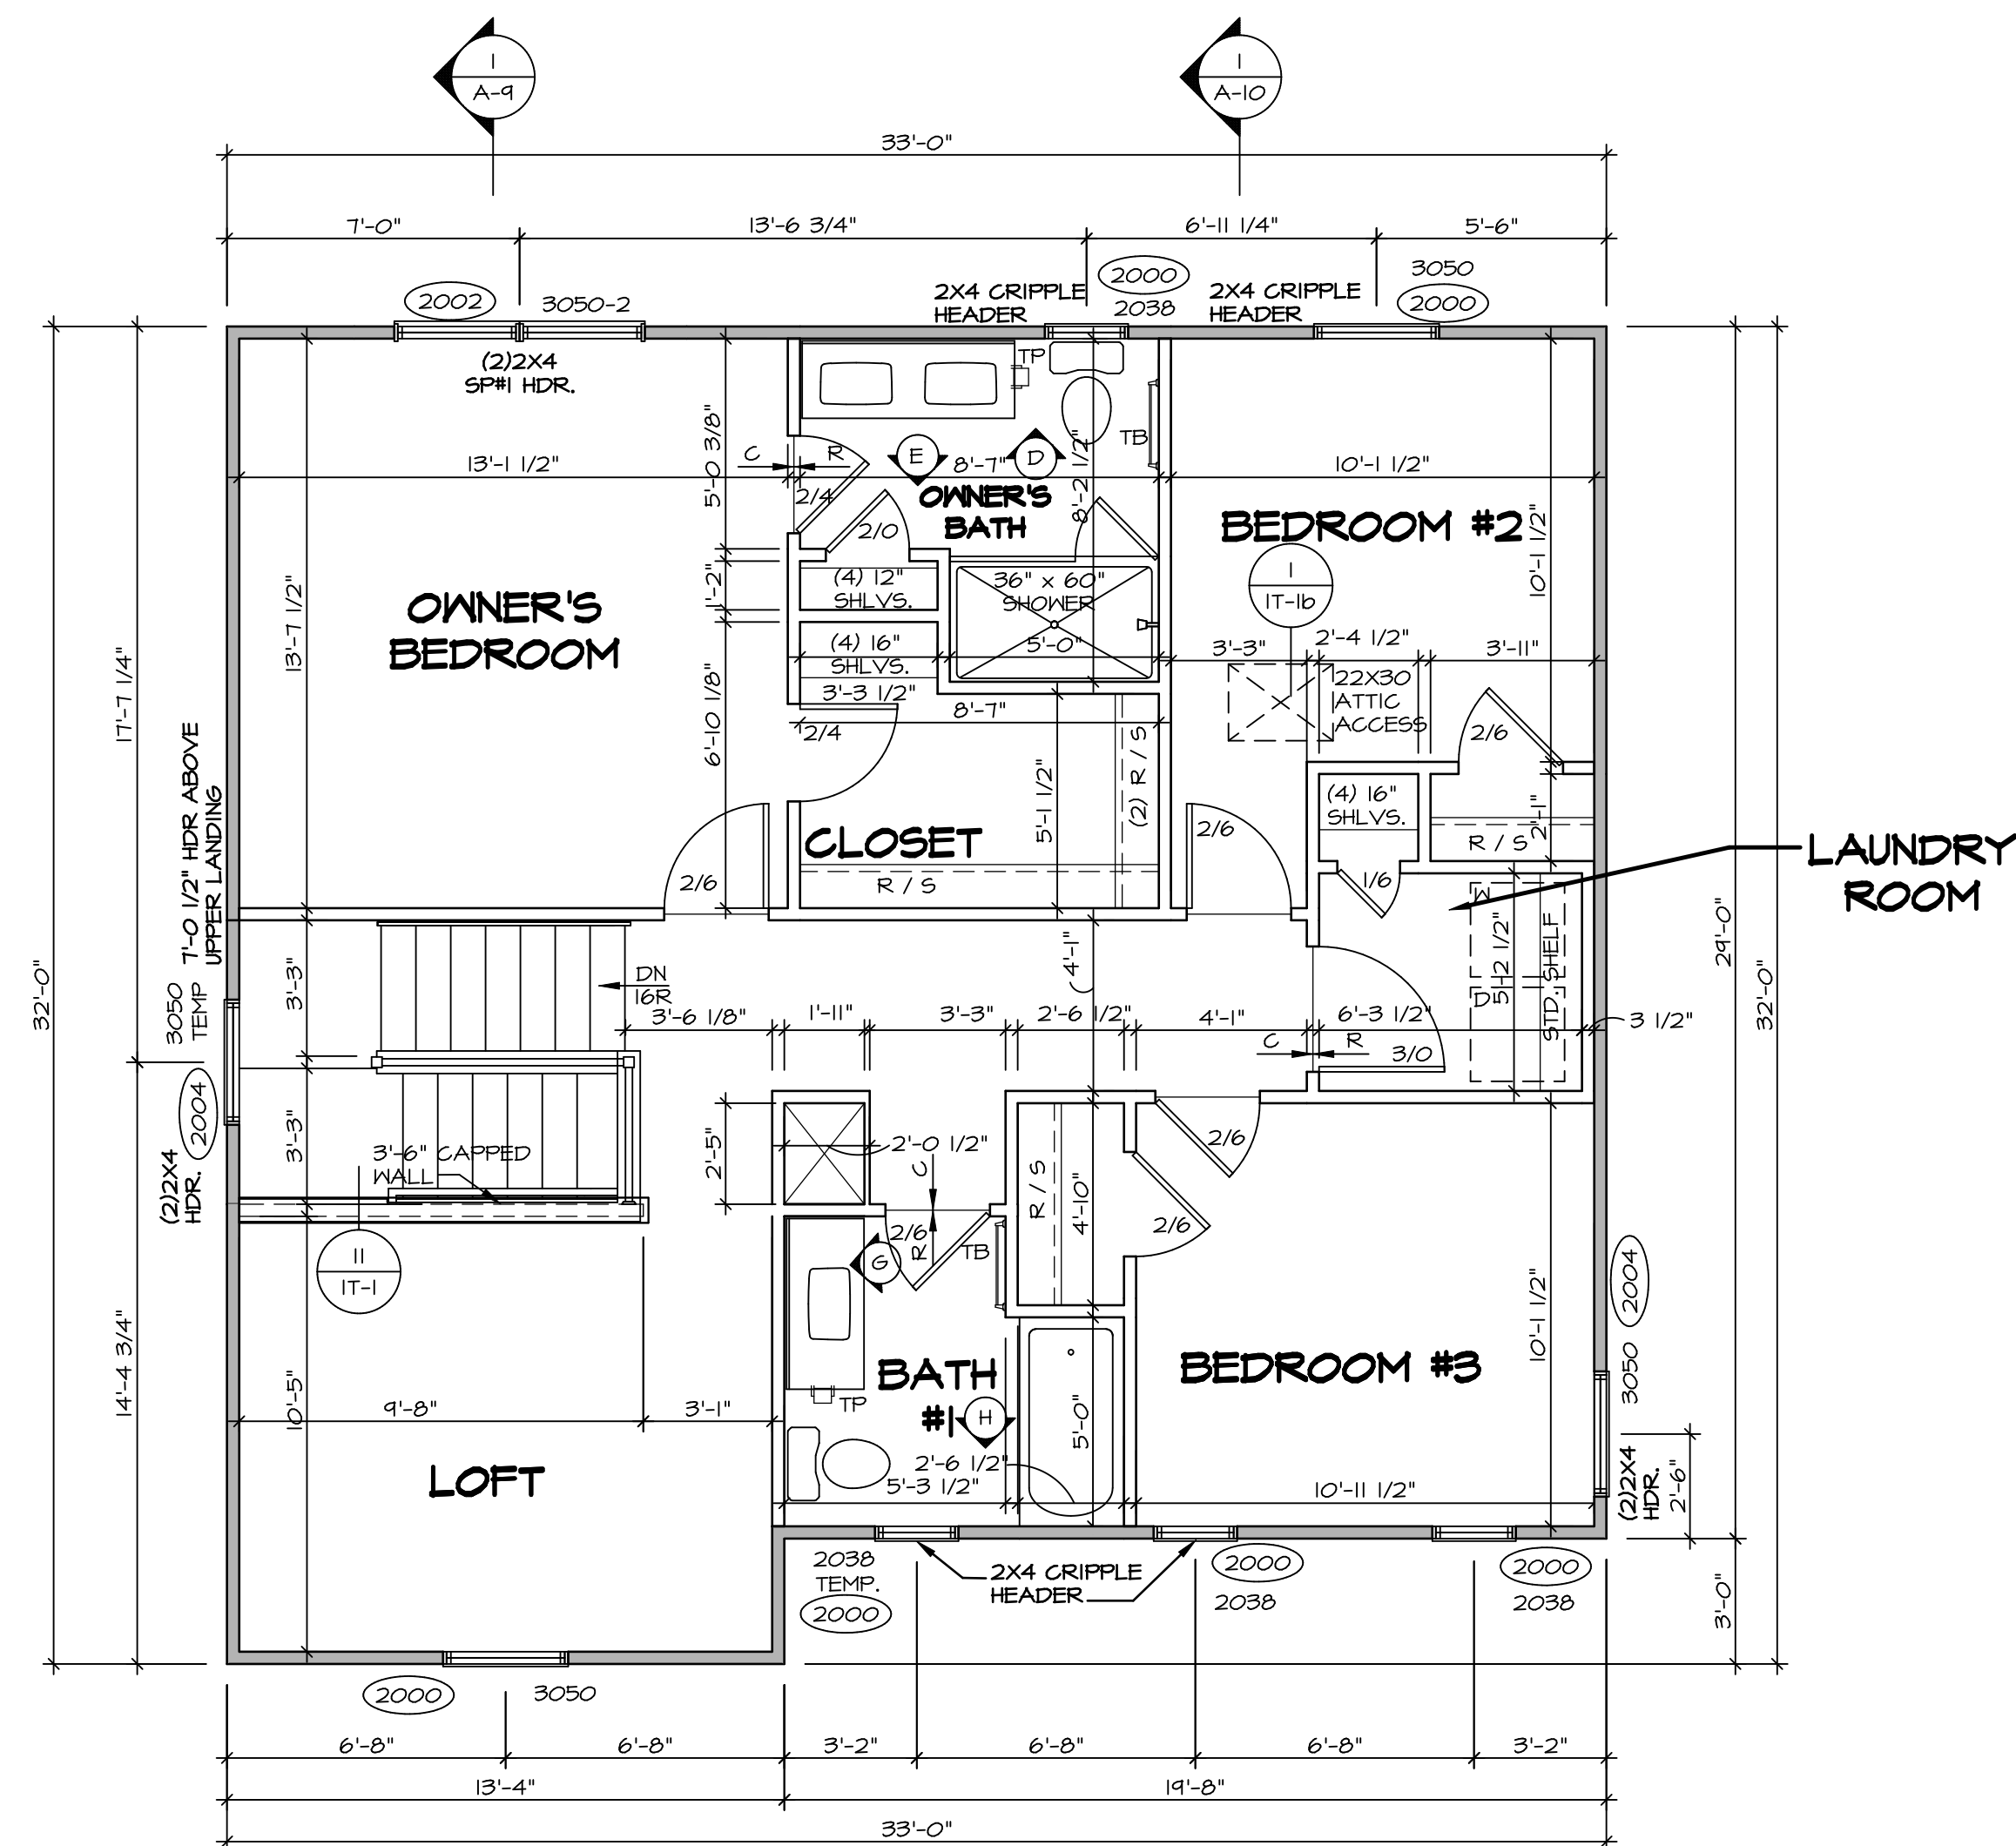 I
A-9
I
A-10
33'-0"
7'-0"
13'-6 3/4"
6'-11 1/4"
5'-6"
2002
3050-2
2X4 CRIPPLE
HEADER
2000
2038
2X4 CRIPPLE
HEADER
3050
2000
(2)2X4
SP#1 HDR.
TP
TB
13'-1 1/2"
5'-0 3/8"
C
R
2/4
E
8'-7"
D
8'-2 1/2"
10'-1 1/2"
OWNER'S
BATH
2/0
BEDROOM #2
10'-1 1/2"
I
IT-1b
OWNER'S
BEDROOM
13'-7 1/2"
1'-2"
(4) 12"
SHLVS.
36" x 60"
SHOWER
5'-0"
(4) 16"
SHLVS.
3'-3 1/2"
3'-3"
2'-4 1/2"
3'-11"
22X30
ATTIC
ACCESS
6'-10 1/8"
8'-7"
2/4
2/6
17'-7 1/4"
7'-0 1/2" HDR ABOVE
UPPER LANDING
5'-1 1/2"
(2) R / S
CLOSET
R / S
2/6
2/6
(4) 16"
SHLVS.
2'-1"
R / S
LAUNDRY
ROOM
1/6
W
D
5'-2 1/2"
STD. SHELF
32'-0"
29'-0"
32'-0"
3050
TEMP
2004
3'-3"
DN
16R
4'-1"
3'-6 1/8"
1'-11"
3'-3"
2'-6 1/2"
4'-1"
6'-3 1/2"
3 1/2"
C
R
3/0
3'-3"
3'-6" CAPPED
WALL
(2)2X4
HDR.
2'-5"
2'-0 1/2"
C
R
2/6
TB
G
R / S
4'-10"
2/6
2/6
II
IT-1
14'-4 3/4"
10'-5"
9'-8"
3'-1"
TP
BATH
#1
H
5'-0"
2'-6 1/2"
5'-3 1/2"
BEDROOM #3
10'-1 1/2"
10'-11 1/2"
2004
3050
(2)2X4
HDR.
2'-6"
LOFT
2038
TEMP.
2000
2X4 CRIPPLE
HEADER
2000
2038
2000
2038
3'-0"
2000
3050
6'-8"
6'-8"
3'-2"
6'-8"
6'-8"
3'-2"
13'-4"
19'-8"
33'-0"